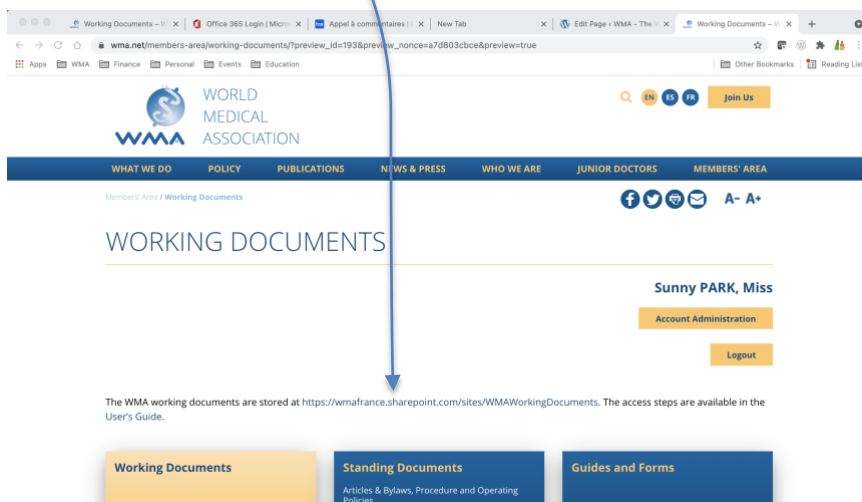 Working Documents – W
Office 365 Login | Micro
Appel à commentaires |
New Tab
Edit Page ‹ WMA – The
Working Documents – W
wma.net/members-area/working-documents/?preview_id=193&preview_nonce=a7d803cbce&preview=true
Apps WMA Finance Personal Events Education Other Bookmarks Reading List
WORLD
MEDICAL
ASSOCIATION
WMA
EN ES FR Join Us
WHAT WE DO POLICY PUBLICATIONS NEWS & PRESS WHO WE ARE JUNIOR DOCTORS MEMBERS' AREA
Members' Area / Working Documents
A- A+
WORKING DOCUMENTS
Sunny PARK, Miss
Account Administration
Logout
The WMA working documents are stored at https://wmafrance.sharepoint.com/sites/WMAWorkingDocuments. The access steps are available in the
User's Guide.
Working Documents
Standing Documents
Guides and Forms
Articles & Bylaws, Procedure and Operating
Policies